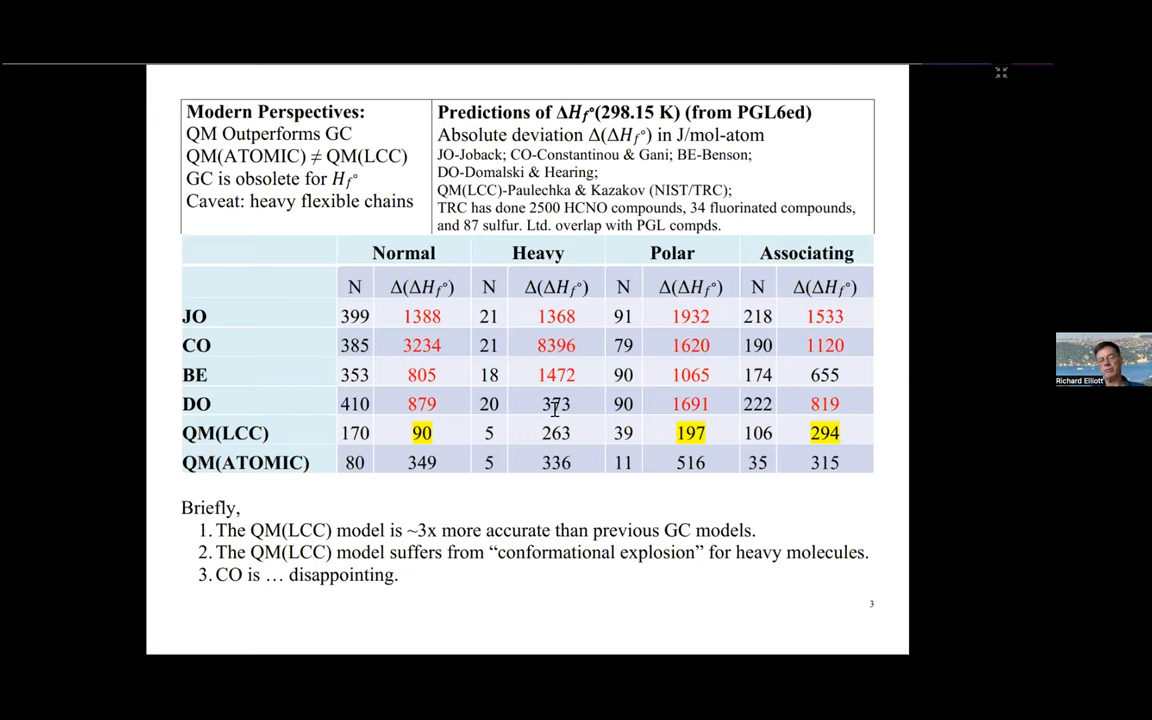 Modern Perspectives:
QM Outperforms GC
QM(ATOMIC) ≠ QM(LCC)
GC is obsolete for H_f°
Caveat: heavy flexible chains
Predictions of ΔH_f°(298.15 K) (from PGL6ed)
Absolute deviation Δ(ΔH_f°) in J/mol-atom
JO-Joback; CO-Constantinou & Gani; BE-Benson;
DO-Domalski & Hearing;
QM(LCC)-Paulechka & Kazakov (NIST/TRC);
TRC has done 2500 HCNO compounds, 34 fluorinated compounds,
and 87 sulfur. Ltd. overlap with PGL compds.
Normal Heavy Polar Associating
N Δ(ΔH_f°) N Δ(ΔH_f°) N Δ(ΔH_f°) N Δ(ΔH_f°)
JO 399 1388 21 1368 91 1932 218 1533
CO 385 3234 21 8396 79 1620 190 1120
BE 353 805 18 1472 90 1065 174 655
DO 410 879 20 373 90 1691 222 819
QM(LCC) 170 90 5 263 39 197 106 294
QM(ATOMIC) 80 349 5 336 11 516 35 315
Briefly,
1. The QM(LCC) model is ~3x more accurate than previous GC models.
2. The QM(LCC) model suffers from “conformational explosion” for heavy molecules.
3. CO is … disappointing.
3
Richard Elliott